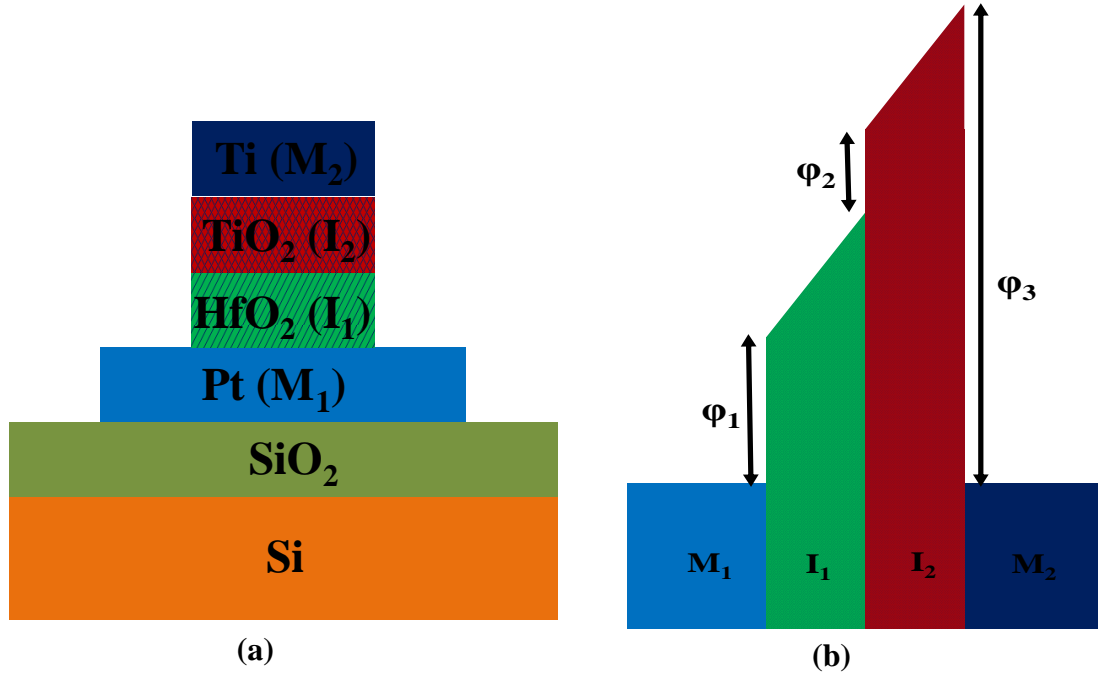 Ti (M₂)
TiO₂ (I₂)
HfO₂ (I₁)
Pt (M₁)
SiO₂
Si
(a)
φ₁
φ₂
φ₃
M₁
I₁
I₂
M₂
(b)